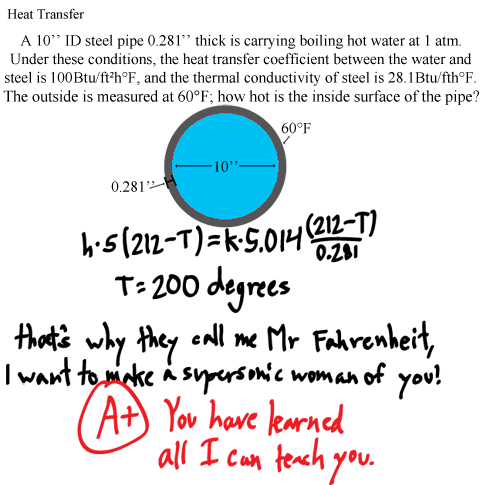 Heat Transfer
A 10’’ ID steel pipe 0.281’’ thick is carrying boiling hot water at 1 atm.
Under these conditions, the heat transfer coefficient between the water and
steel is 100Btu/ft²h°F, and the thermal conductivity of steel is 28.1Btu/fth°F.
The outside is measured at 60°F; how hot is the inside surface of the pipe?
60°F
10’’
0.281’’
h·5(212-T)=k·5.014 (212-T)/0.281
T=200 degrees
that's why they call me Mr Fahrenheit,
I want to make a supersonic woman of you!
A+ You have learned
all I can teach you.